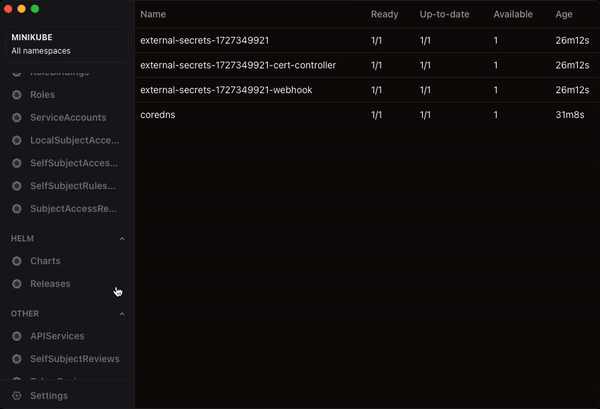 MINIKUBE
All namespaces
RoleBindings
Roles
ServiceAccounts
LocalSubjectAcce...
SelfSubjectAcces...
SelfSubjectRules...
SubjectAccessRe...
HELM
Charts
Releases
OTHER
APIServices
SelfSubjectReviews
Settings
Name Ready Up-to-date Available Age
external-secrets-1727349921 1/1 1/1 1 26m12s
external-secrets-1727349921-cert-controller 1/1 1/1 1 26m12s
external-secrets-1727349921-webhook 1/1 1/1 1 26m12s
coredns 1/1 1/1 1 31m8s